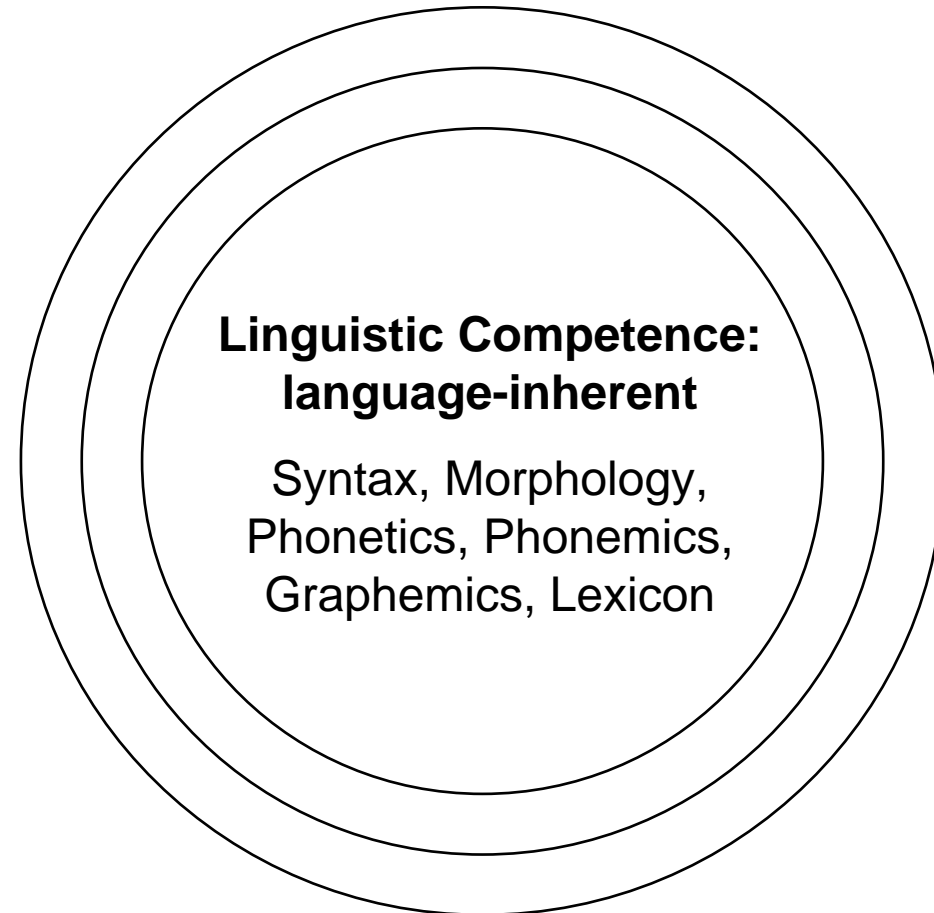 Linguistic Competence:
language-inherent
Syntax, Morphology,
Phonetics, Phonemics,
Graphemics, Lexicon